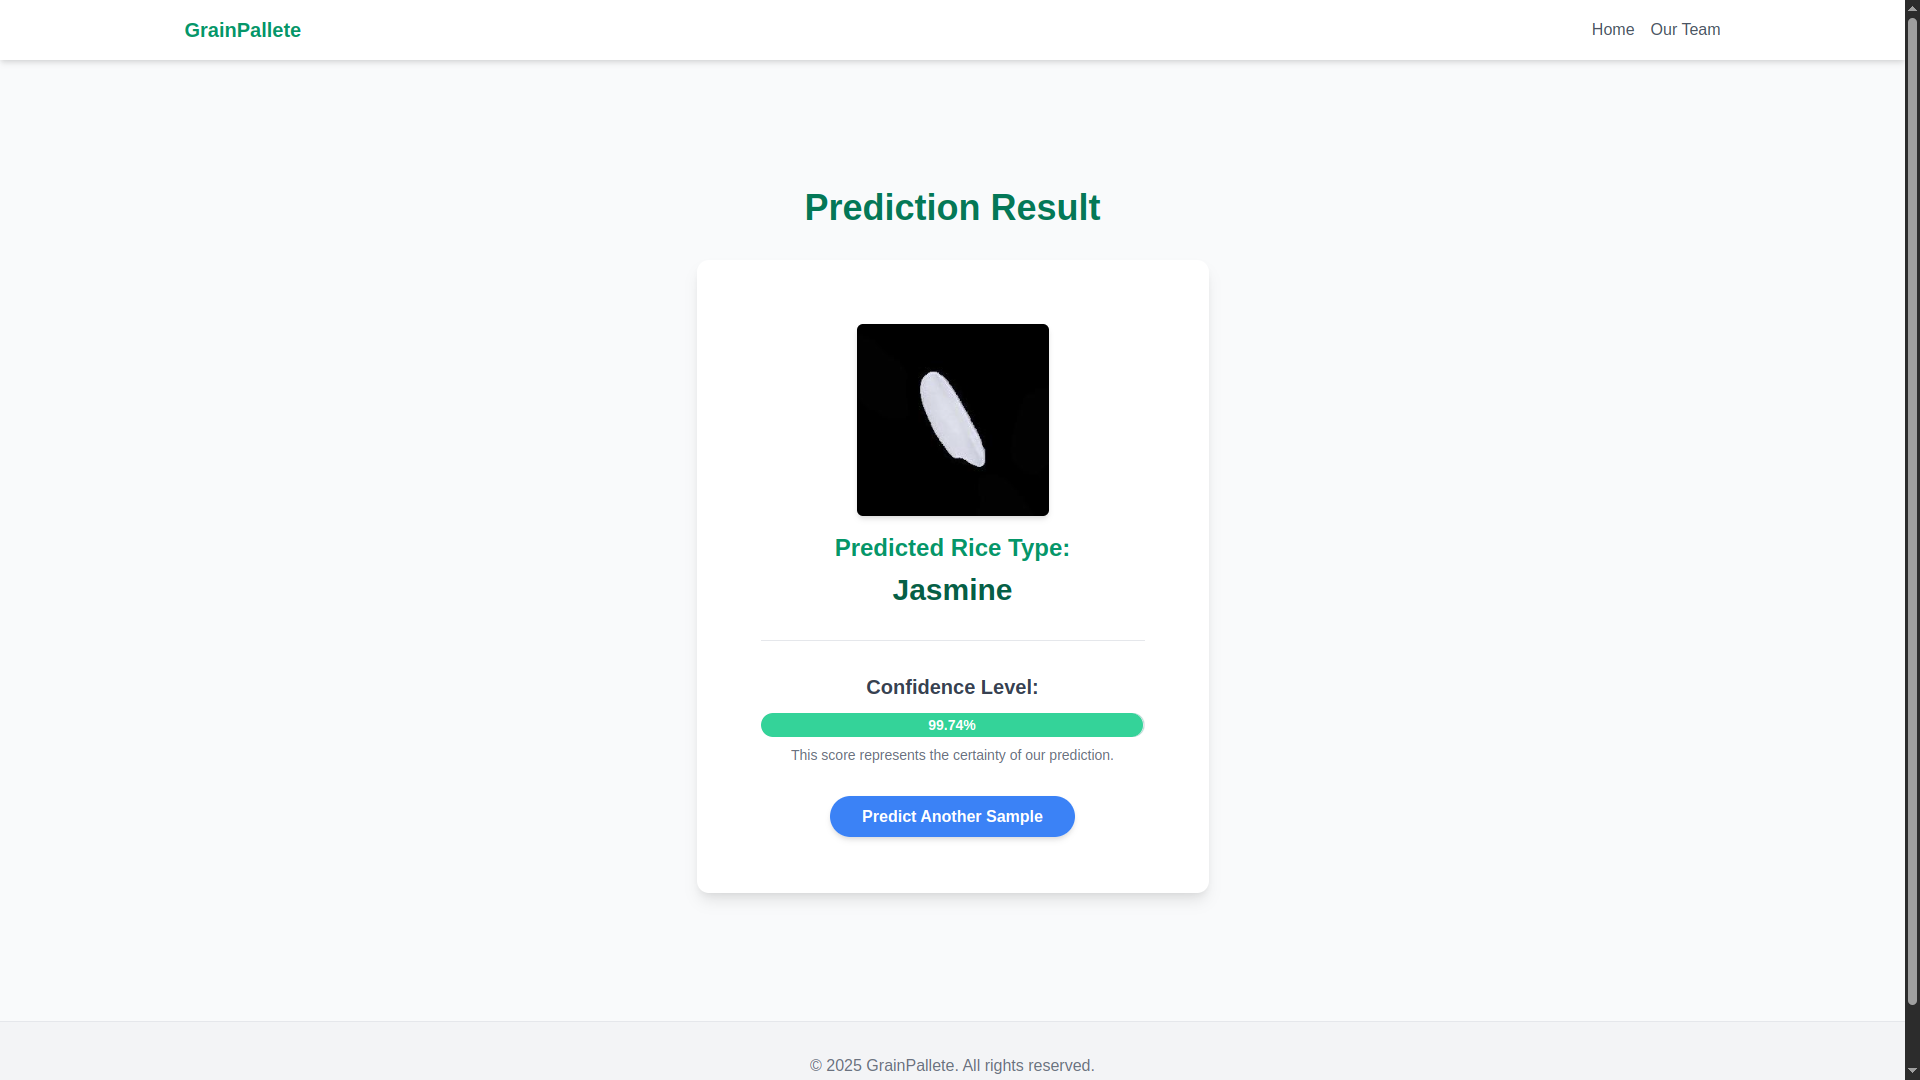 GrainPallete
Home Our Team
Prediction Result
Predicted Rice Type:
Jasmine
Confidence Level:
99.74%
This score represents the certainty of our prediction.
Predict Another Sample
© 2025 GrainPallete. All rights reserved.